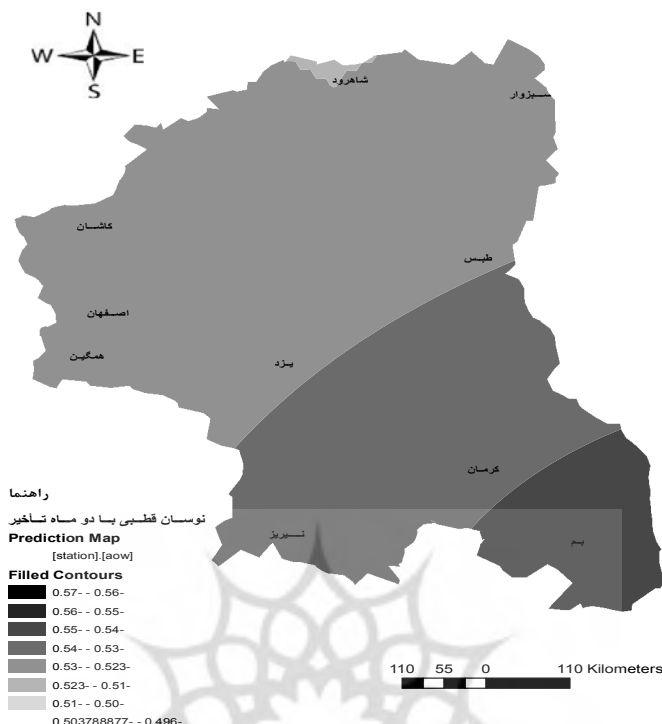 N
W E
S
شاهرود
سبزوار
کاشان
طبس
اصفهان
همگین
یزد
کرمان
راهنما
نوسان قطبی با دو ماه تأخیر
نیریز
بم
Prediction Map
[station].[aow]
Filled Contours
0.57- - 0.56-
0.56- - 0.55-
0.55- - 0.54-
0.54- - 0.53-
0.53- - 0.523-
0.523- - 0.51-
0.51- - 0.50-
0.503788877- - 0.496-
110 55 0 110 Kilometers